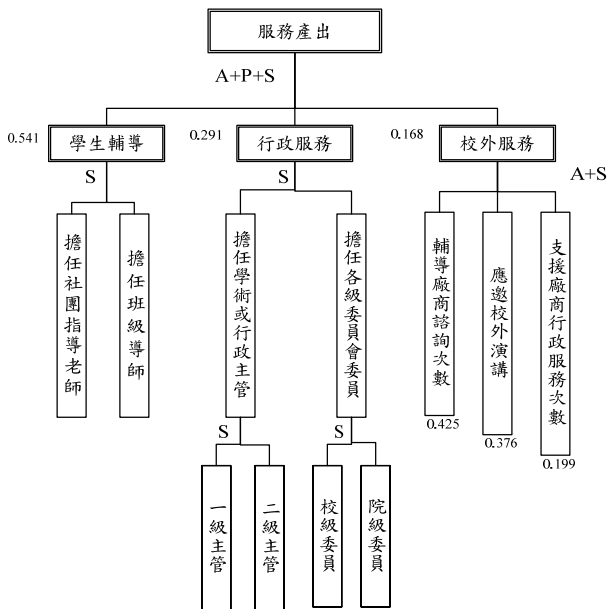 服務產出
A+P+S
0.541
學生輔導
0.291
行政服務
0.168
校外服務
S
S
A+S
擔任社團指導老師
擔任班級導師
擔任學術或行政主管
擔任各級委員會委員
輔導廠商諮詢次數
應邀校外演講
支援廠商行政服務次數
0.425
0.376
0.199
S
S
一級主管
二級主管
校級委員
院級委員